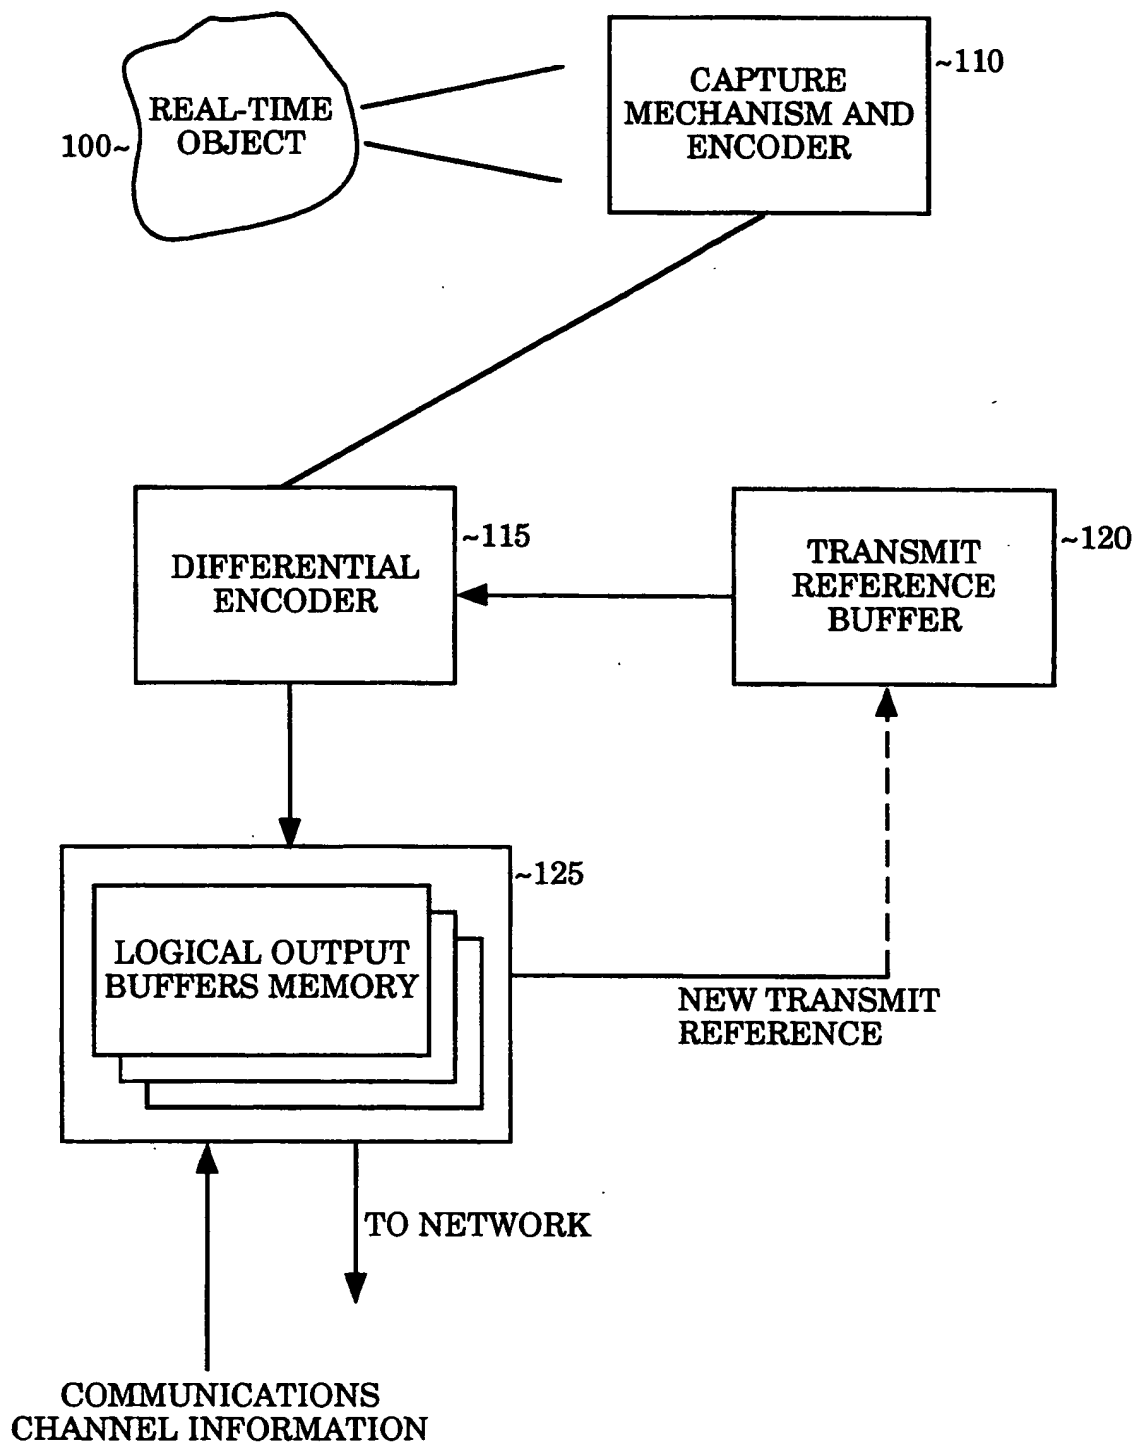 REAL-TIME
OBJECT
100~
CAPTURE
MECHANISM AND
ENCODER
~110
DIFFERENTIAL
ENCODER
~115
TRANSMIT
REFERENCE
BUFFER
~120
LOGICAL OUTPUT
BUFFERS MEMORY
~125
NEW TRANSMIT
REFERENCE
TO NETWORK
COMMUNICATIONS
CHANNEL INFORMATION